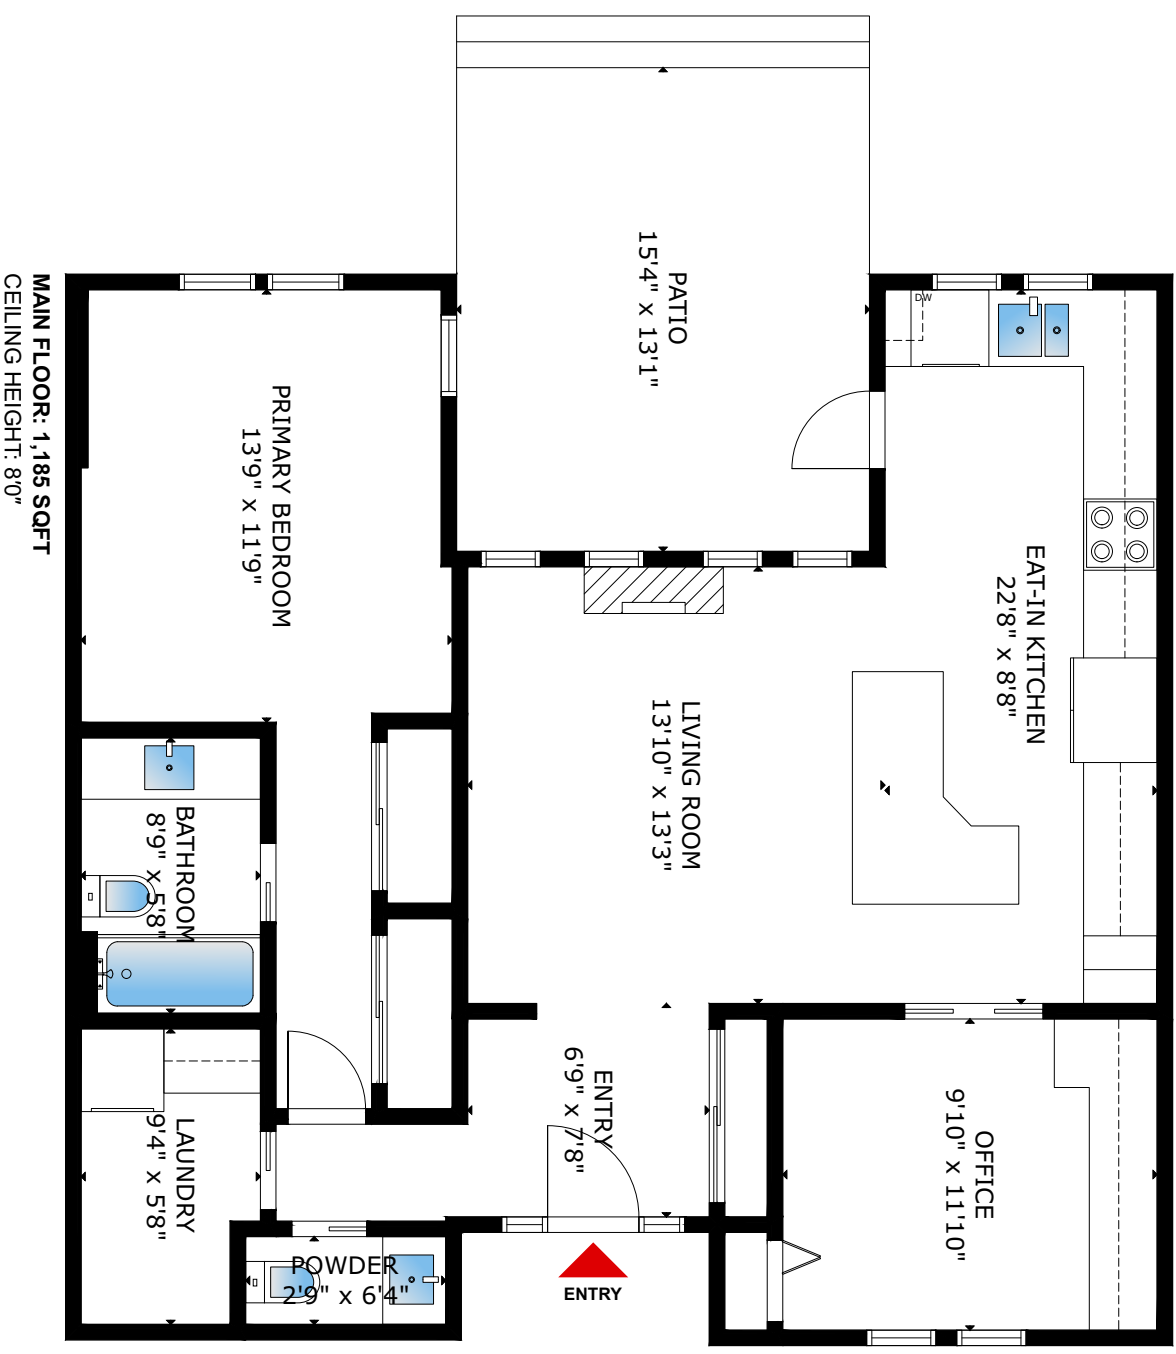 PATIO
15'4" x 13'1"
DW
EAT-IN KITCHEN
22'8" x 8'8"
PRIMARY BEDROOM
13'9" x 11'9"
LIVING ROOM
13'10" x 13'3"
BATHROOM
8'9" x 5'8"
ENTRY
6'9" x 7'8"
OFFICE
9'10" x 11'10"
LAUNDRY
9'4" x 5'8"
POWDER
2'9" x 6'4"
ENTRY
MAIN FLOOR: 1,185 SQFT
CEILING HEIGHT: 8'0"